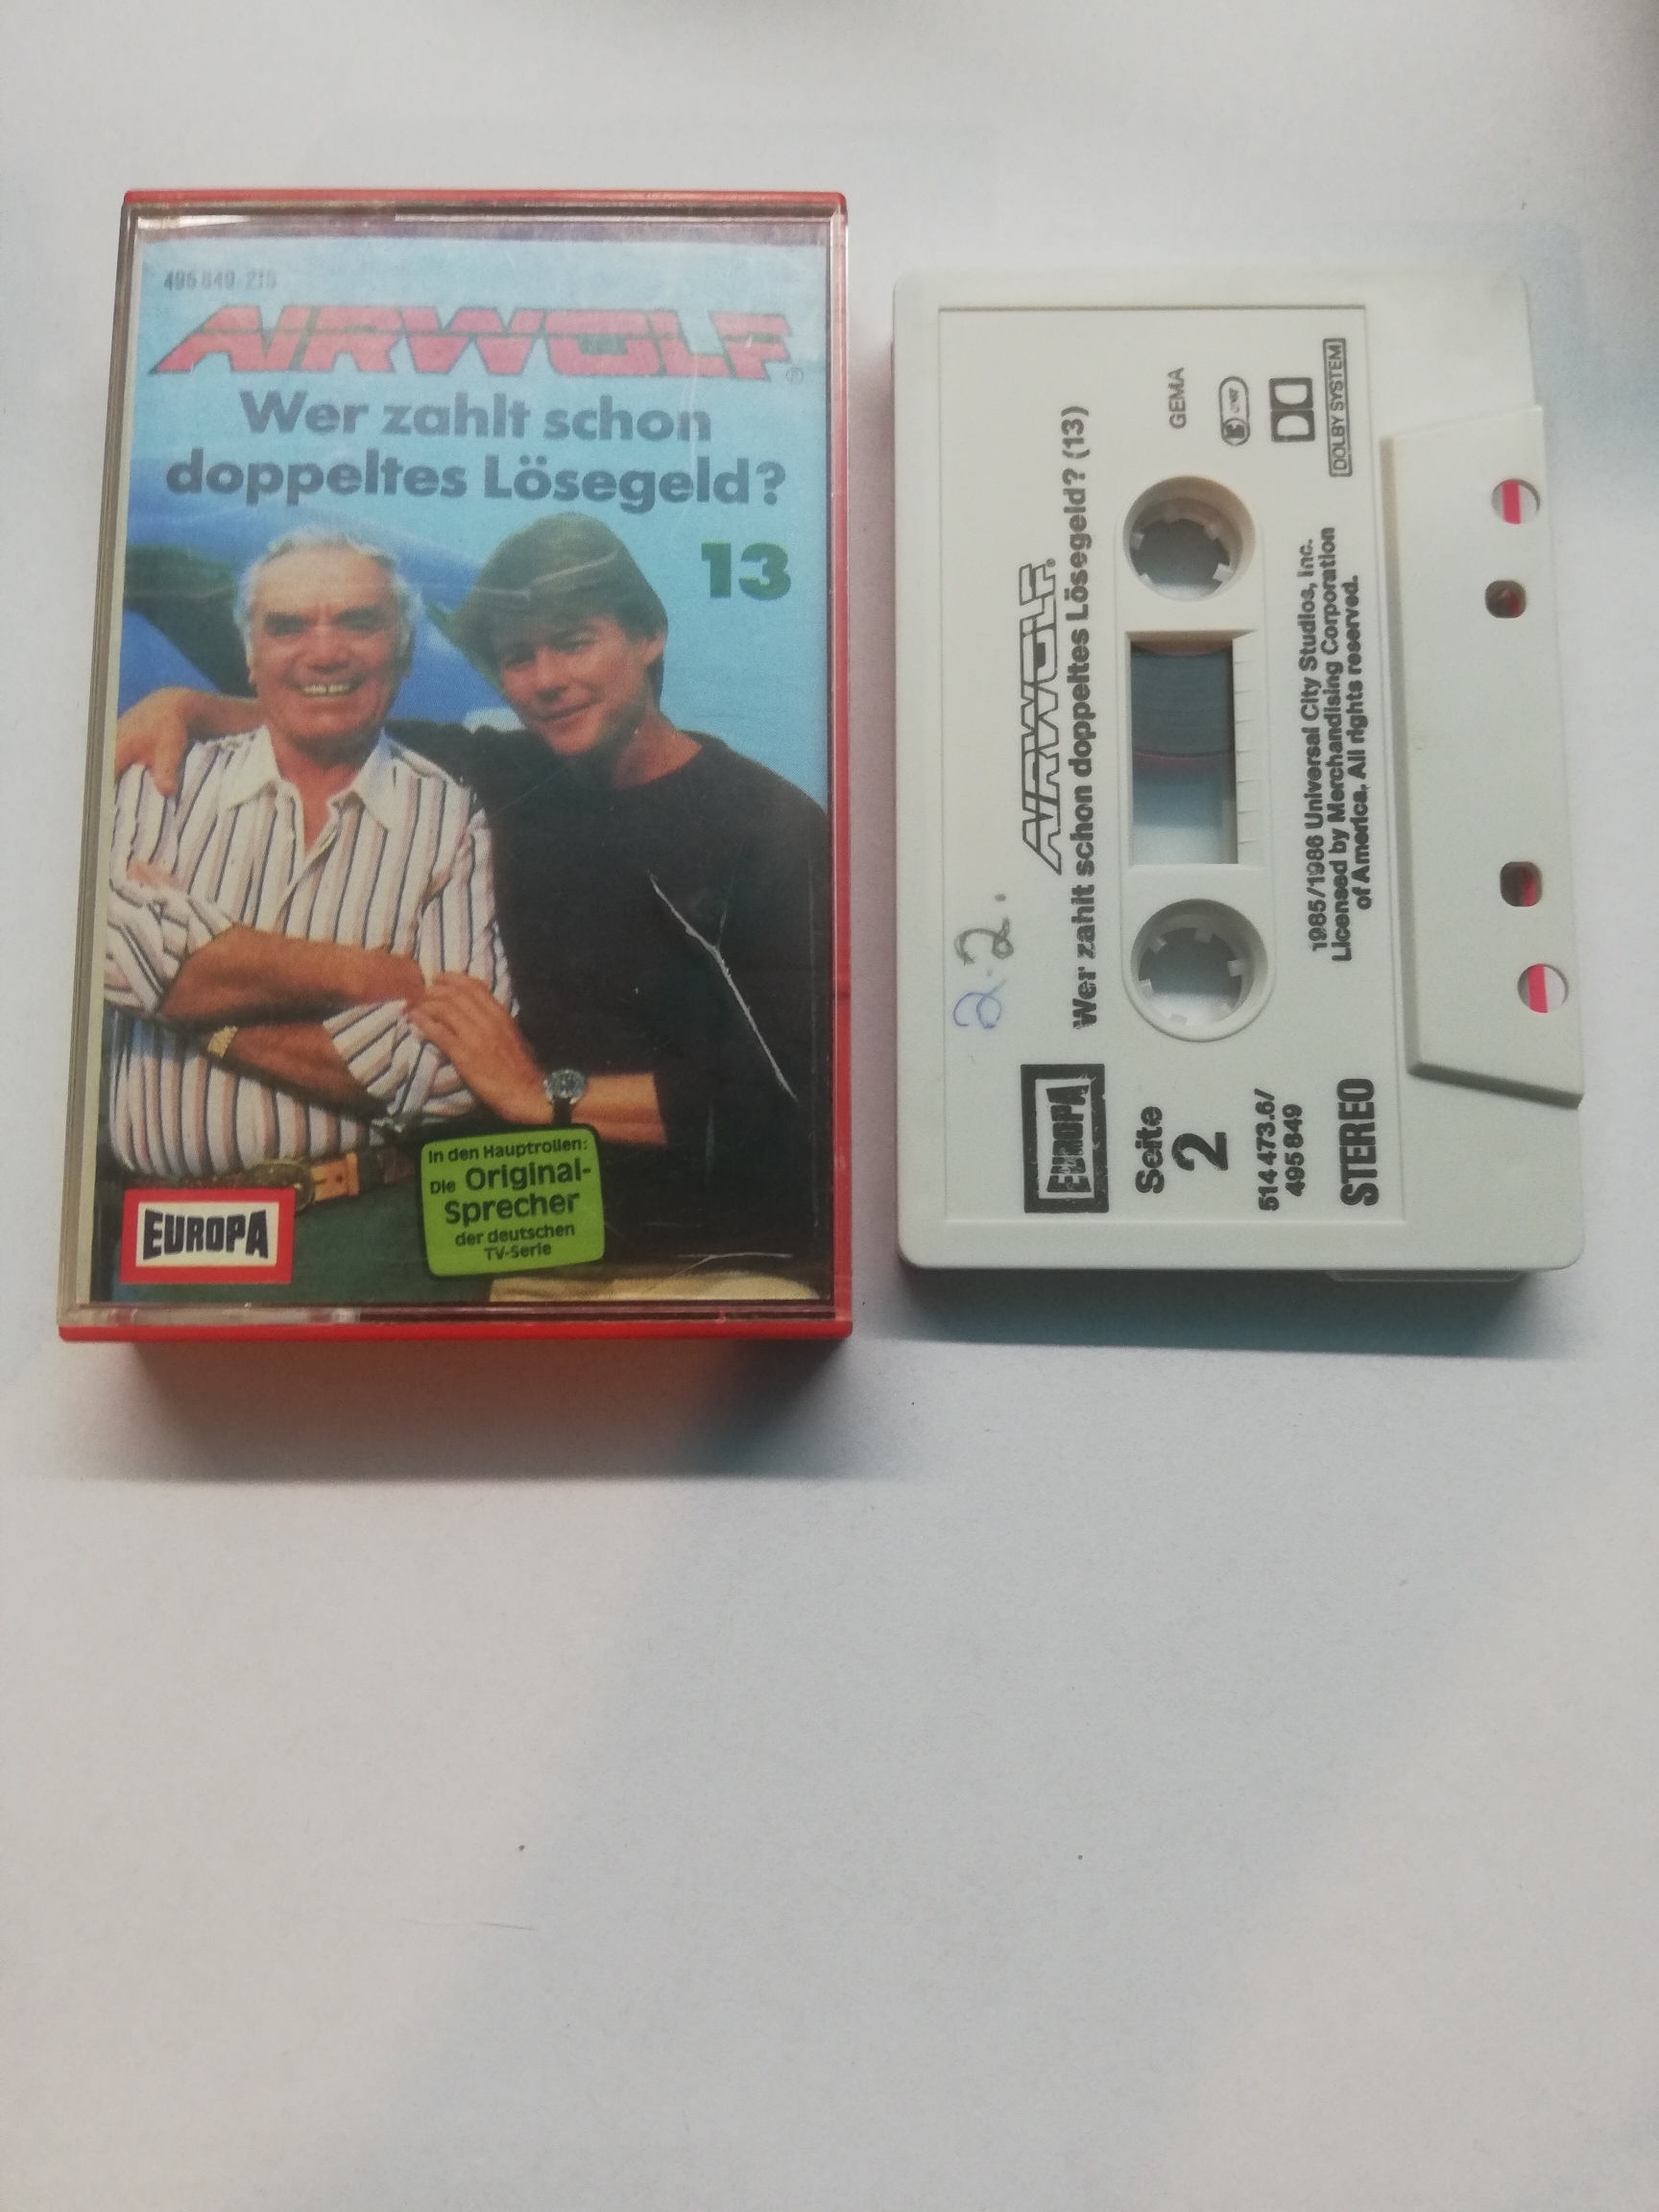 495 849 215
AIRWOLF®
Wer zahlt schon
doppeltes Lösegeld?
13
In den Hauptrollen:
Die Original-
Sprecher
der deutschen
TV-Serie
EUROPA
2.2.
AIRWOLF®
Wer zahlt schon doppeltes Lösegeld? (13)
EUROPA
Seite
2
514 473.6/
495 849
STEREO
GEMA
DOLBY SYSTEM
1985/1986 Universal City Studios, Inc.
Licensed by Merchandising Corporation
of America. All rights reserved.